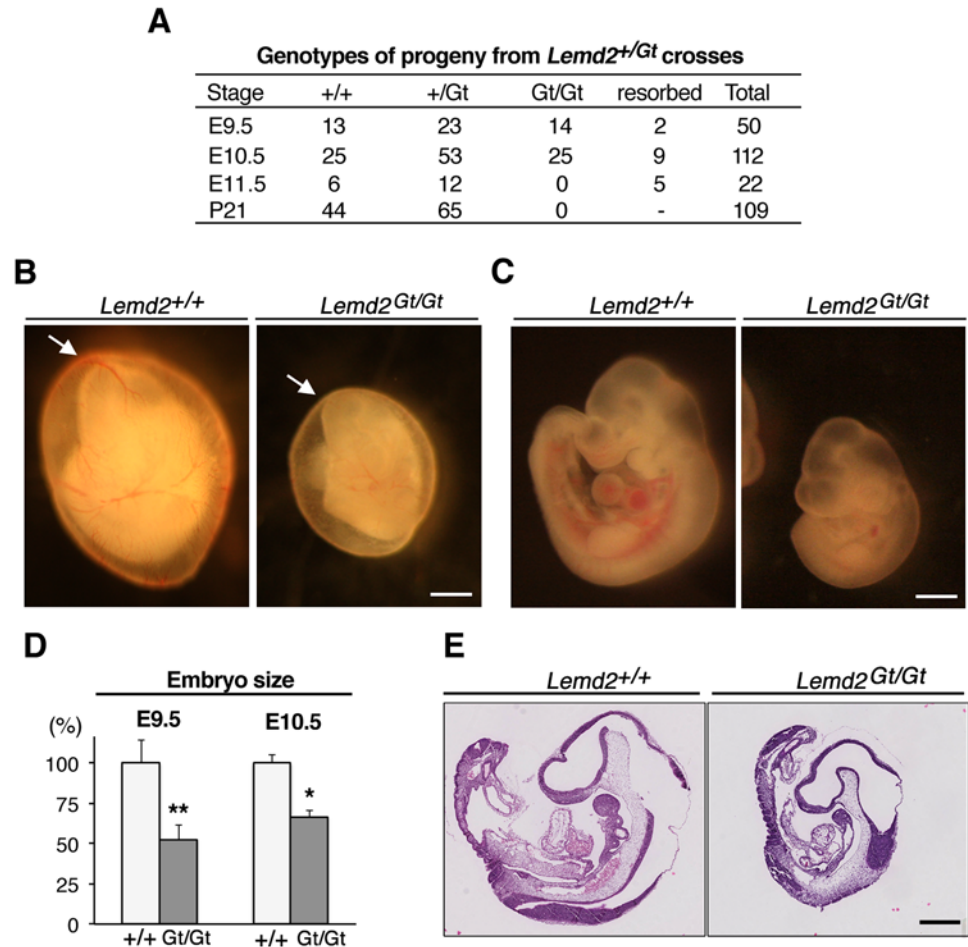 A
Genotypes of progeny from Lemd2+/Gt crosses
Stage +/+ +/Gt Gt/Gt resorbed Total
E9.5 13 23 14 2 50
E10.5 25 53 25 9 112
E11.5 6 12 0 5 22
P21 44 65 0 - 109
B
Lemd2+/+ Lemd2Gt/Gt
C
Lemd2+/+ Lemd2Gt/Gt
D
Embryo size
(%) E9.5 E10.5
100
75
50
25
0
** *
+/+ Gt/Gt +/+ Gt/Gt
E
Lemd2+/+ Lemd2Gt/Gt